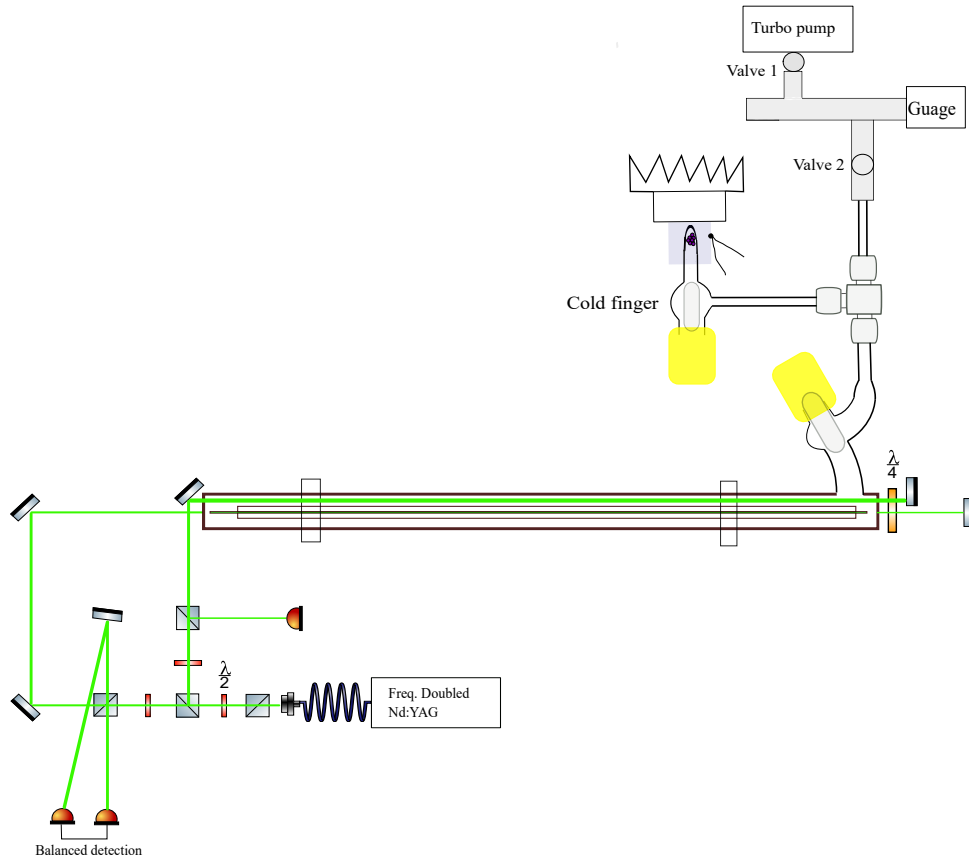 Turbo pump
Valve 1
Guage
Valve 2
Cold finger
λ/4
λ/2
Freq. Doubled
Nd:YAG
Balanced detection